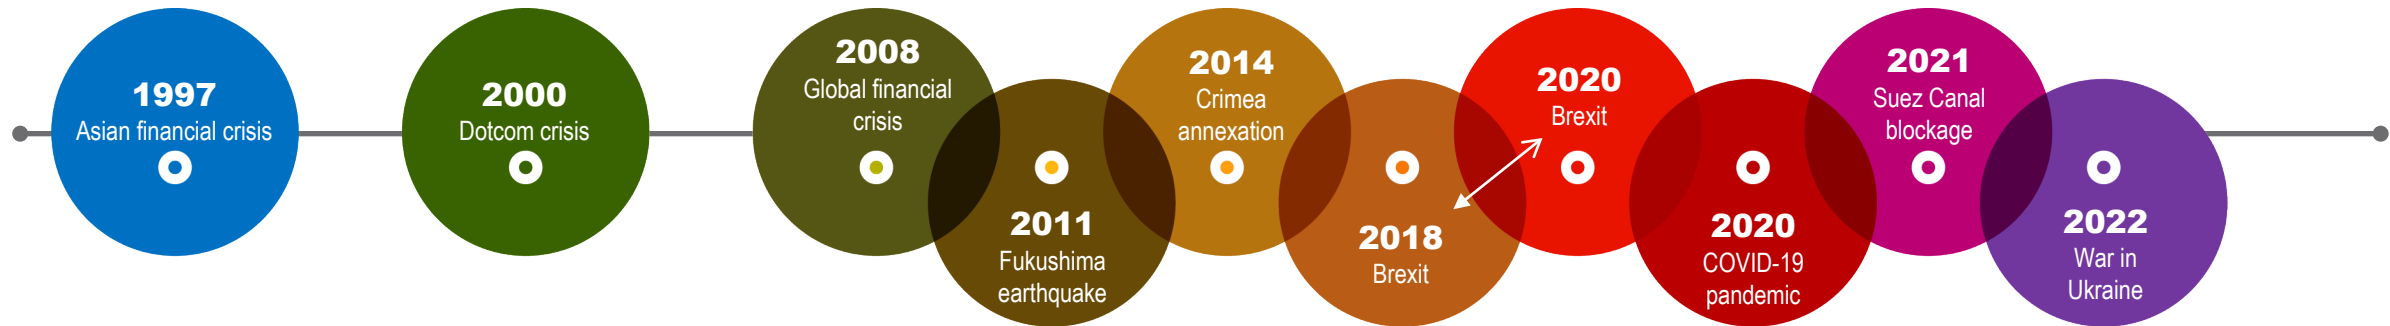 1997
Asian financial crisis
2000
Dotcom crisis
2008
Global financial
crisis
2011
Fukushima
earthquake
2014
Crimea
annexation
2018
Brexit
2020
Brexit
2020
COVID-19
pandemic
2021
Suez Canal
blockage
2022
War in
Ukraine